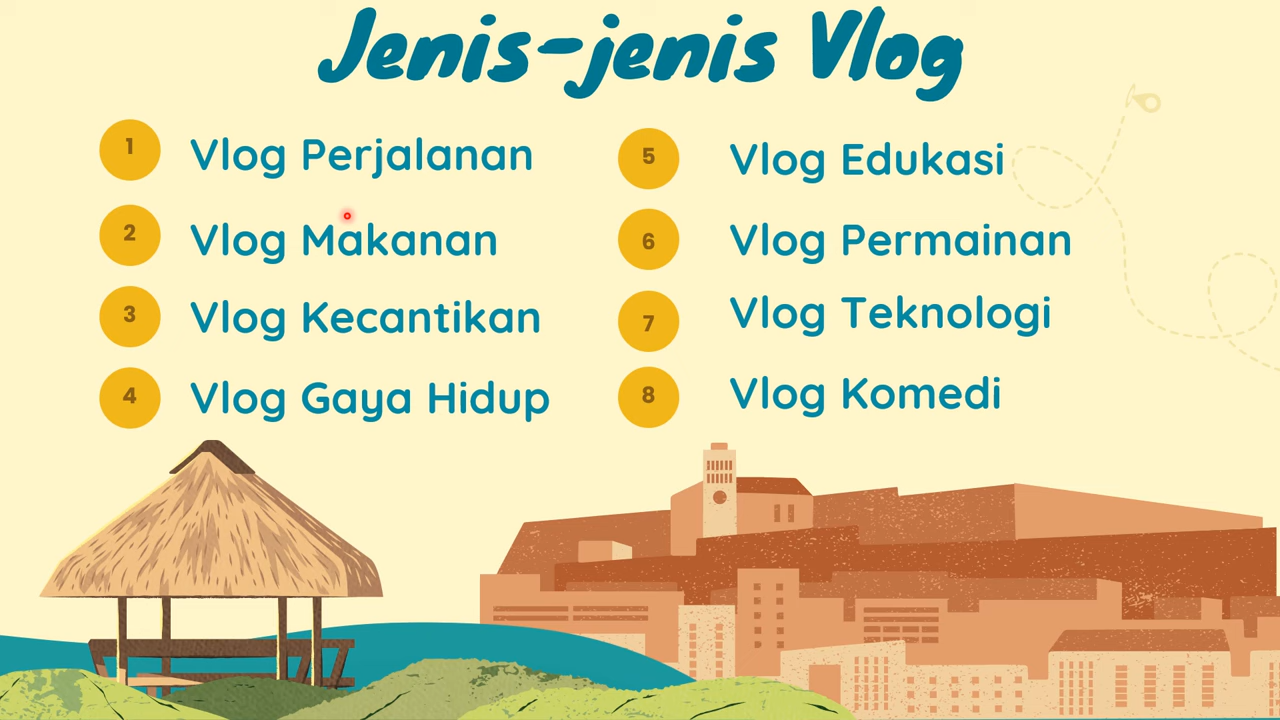 Jenis-jenis Vlog
1 Vlog Perjalanan
2 Vlog Makanan
3 Vlog Kecantikan
4 Vlog Gaya Hidup
5 Vlog Edukasi
6 Vlog Permainan
7 Vlog Teknologi
8 Vlog Komedi